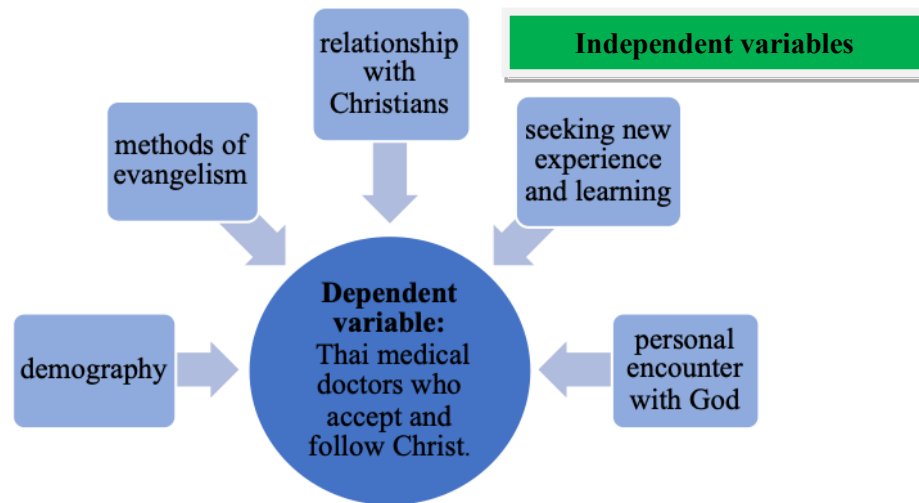 Independent variables
relationship
with
Christians
methods of
evangelism
seeking new
experience
and learning
demography
Dependent
variable:
Thai medical
doctors who
accept and
follow Christ.
personal
encounter
with God